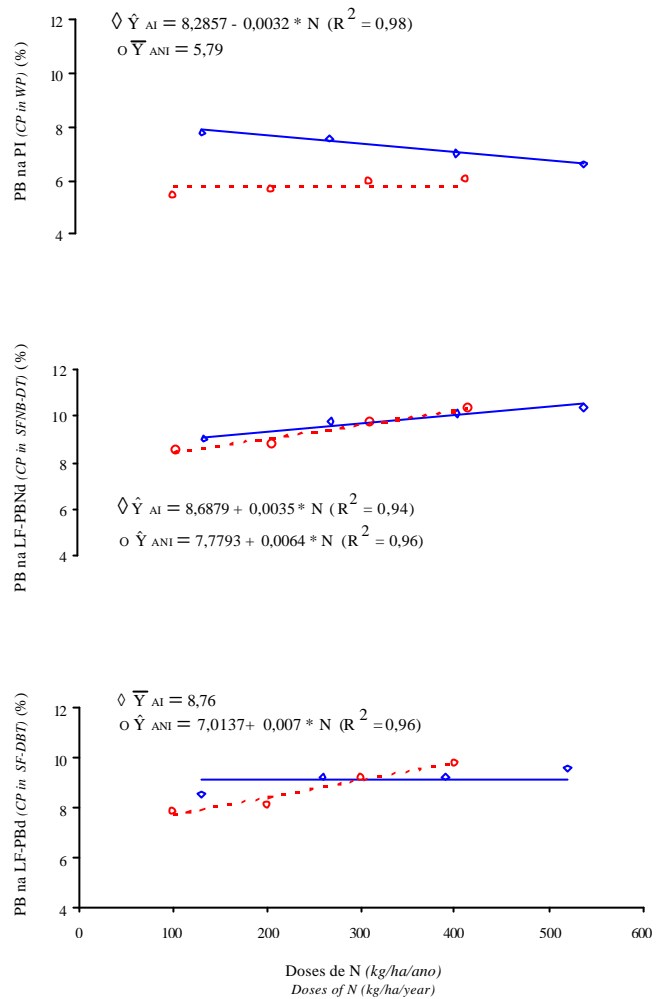 12
10
8
6
4
PB na PI (CP in WP) (%)
◊ Ŷ AI = 8,2857 - 0,0032 * N (R² = 0,98)
o Y̅ ANI = 5,79
12
10
8
6
4
PB na LF-PBNd (CP in SFNB-DT) (%)
◊ Ŷ AI = 8,6879 + 0,0035 * N (R² = 0,94)
o Ŷ ANI = 7,7793 + 0,0064 * N (R² = 0,96)
12
10
8
6
4
PB na LF-PBd (CP in SF-DBT) (%)
◊ Y̅ AI = 8,76
o Ŷ ANI = 7,0137+ 0,007 * N (R² =0,96)
0 100 200 300 400 500 600
Doses de N (kg/ha/ano)
Doses of N (kg/ha/year)